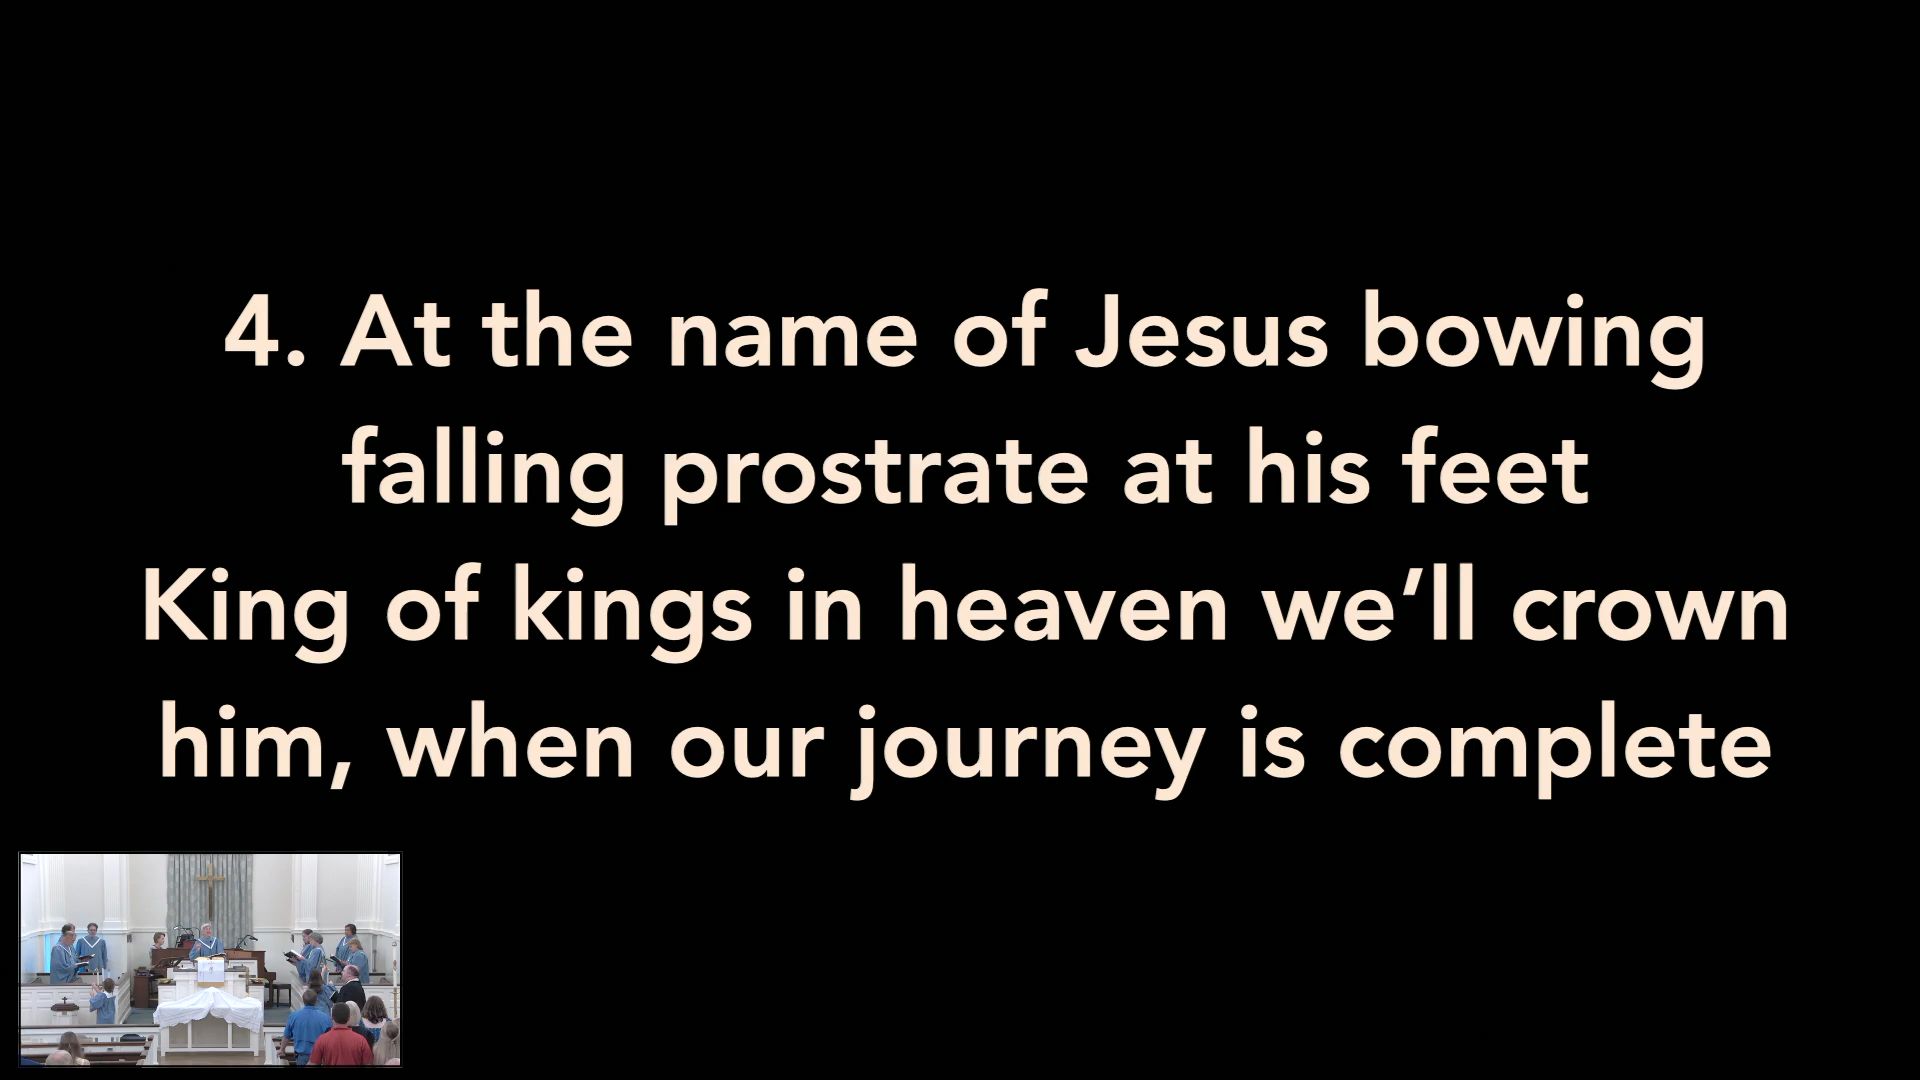 4. At the name of Jesus bowing
falling prostrate at his feet
King of kings in heaven we’ll crown
him, when our journey is complete